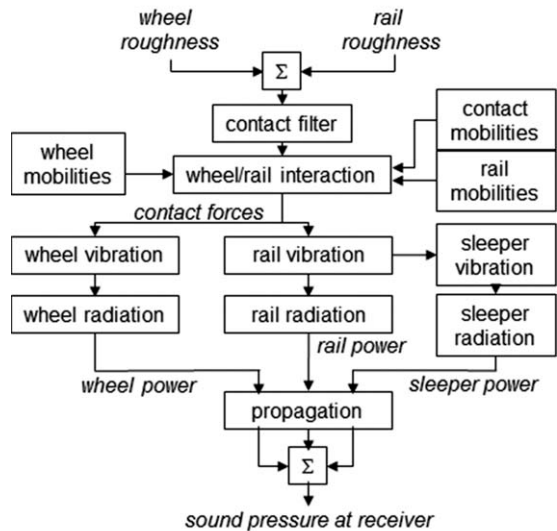 wheel
roughness
rail
roughness
Σ
contact filter
contact
mobilities
wheel
mobilities
wheel/rail interaction
rail
mobilities
contact forces
wheel vibration
rail vibration
sleeper
vibration
wheel radiation
rail radiation
sleeper
radiation
rail power
wheel power
sleeper power
propagation
Σ
sound pressure at receiver